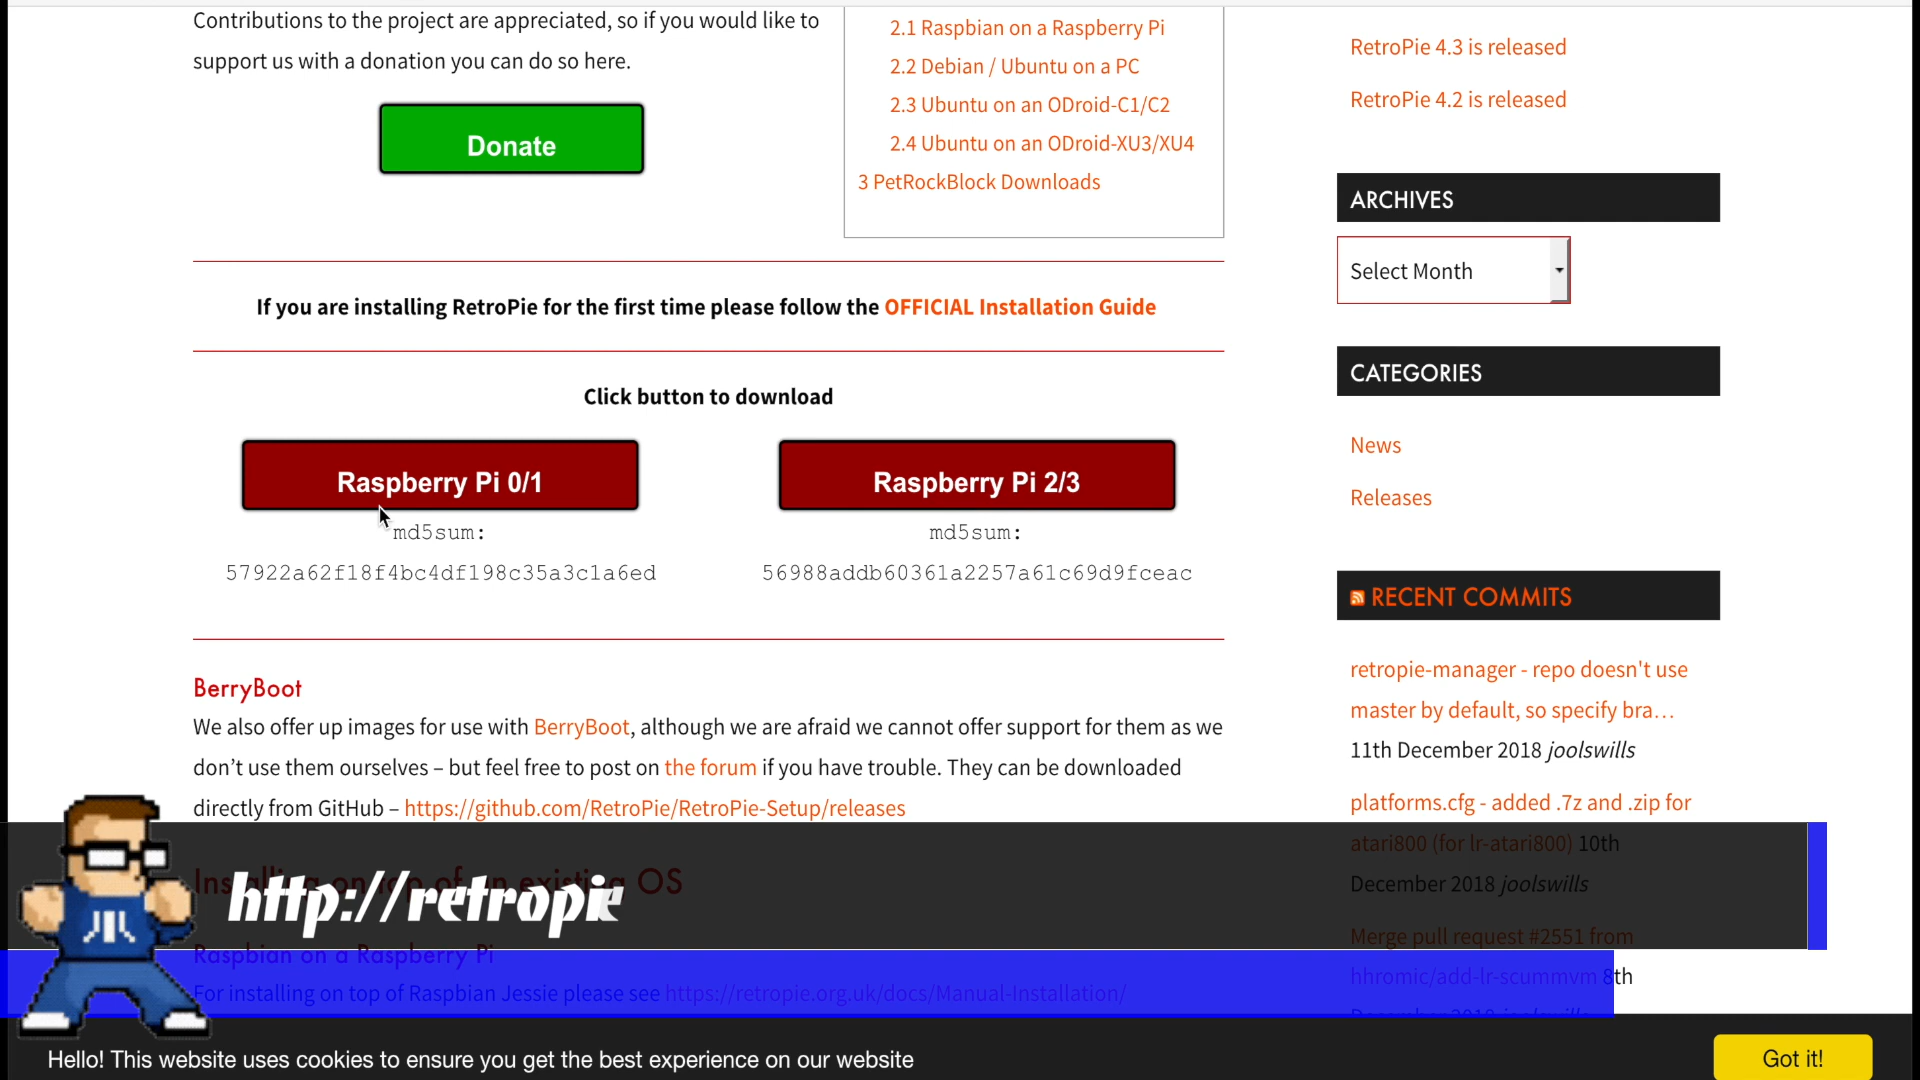 Contributions to the project are appreciated, so if you would like to
support us with a donation you can do so here.
Donate
2.1 Raspbian on a Raspberry Pi
2.2 Debian / Ubuntu on a PC
2.3 Ubuntu on an ODroid-C1/C2
2.4 Ubuntu on an ODroid-XU3/XU4
3 PetRockBlock Downloads
If you are installing RetroPie for the first time please follow the OFFICIAL Installation Guide
Click button to download
Raspberry Pi 0/1
md5sum:
57922a62f18f4bc4df198c35a3c1a6ed
Raspberry Pi 2/3
md5sum:
56988addb60361a2257a61c69d9fceac
BerryBoot
We also offer up images for use with BerryBoot, although we are afraid we cannot offer support for them as we
don’t use them ourselves – but feel free to post on the forum if you have trouble. They can be downloaded
directly from GitHub – https://github.com/RetroPie/RetroPie-Setup/releases
Installing on top of an existing OS
http://retropie
Raspbian on a Raspberry Pi
For installing on top of Raspbian Jessie please see https://retropie.org.uk/docs/Manual-Installation/
RetroPie 4.3 is released
RetroPie 4.2 is released
ARCHIVES
Select Month
CATEGORIES
News
Releases
RECENT COMMITS
retropie-manager - repo doesn't use
master by default, so specify bra…
11th December 2018 joolswills
platforms.cfg - added .7z and .zip for
atari800 (for lr-atari800) 10th
December 2018 joolswills
Merge pull request #2551 from
hhromic/add-lr-scummvm 8th
December 2018 joolswills
Hello! This website uses cookies to ensure you get the best experience on our website
Got it!